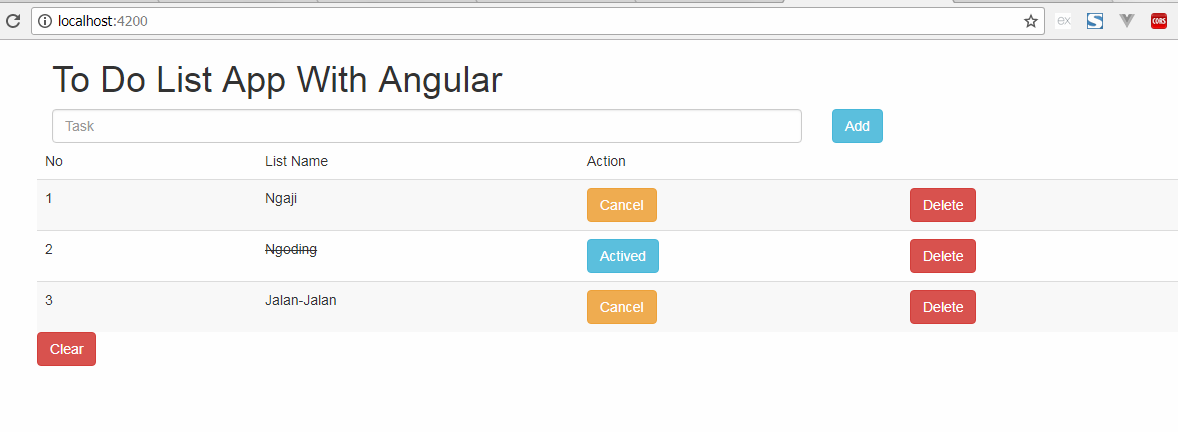 localhost:4200
ex
CORS
To Do List App With Angular
Task Add
No List Name Action
1 Ngaji Cancel Delete
2 Ngoding Actived Delete
3 Jalan-Jalan Cancel Delete
Clear